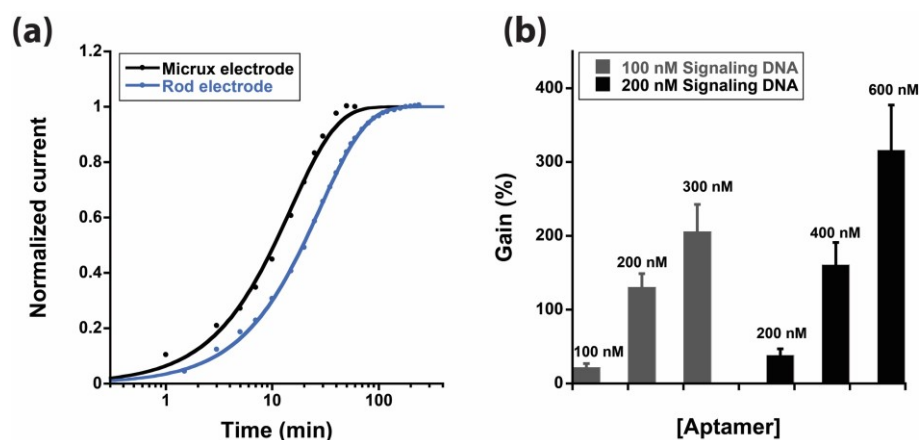 (a)
Normalized current
1.2
1
0.8
0.6
0.4
0.2
0
Micrux electrode
Rod electrode
1
10
100
Time (min)
(b)
Gain (%)
400
300
200
100
0
100 nM Signaling DNA
200 nM Signaling DNA
100 nM
200 nM
300 nM
200 nM
400 nM
600 nM
[Aptamer]